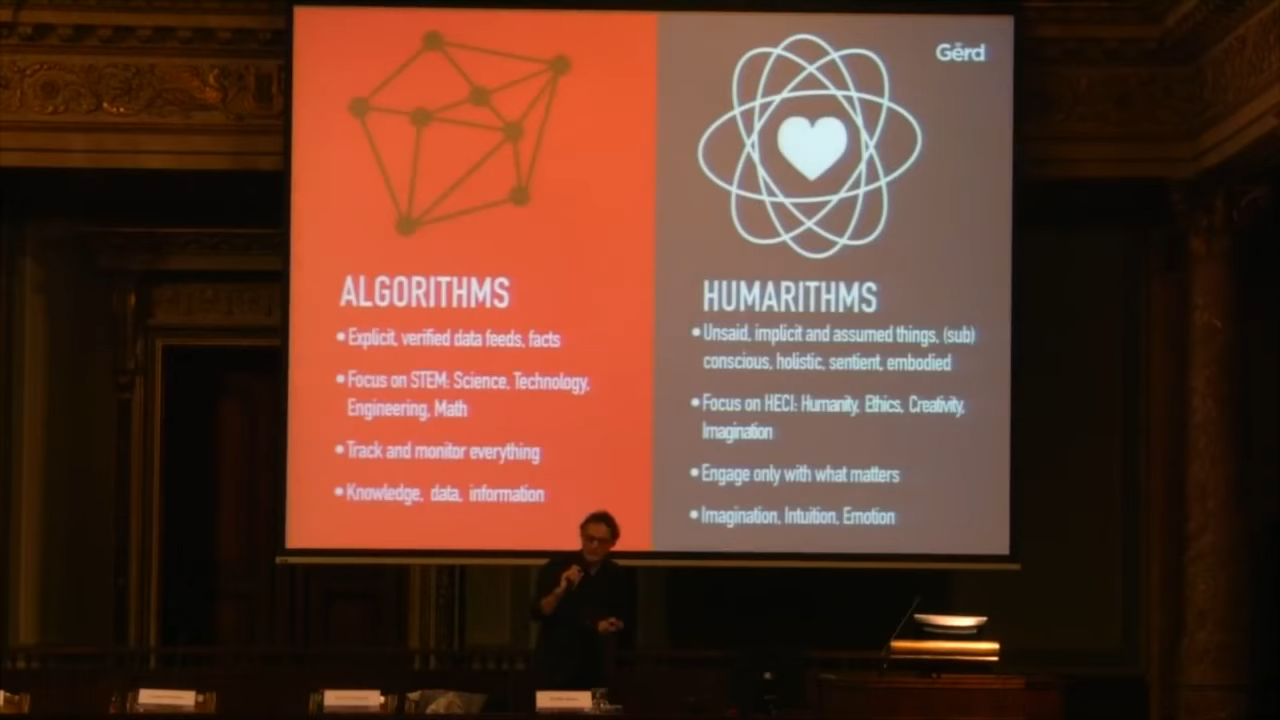 Gērd
ALGORITHMS
•Explicit, verified data feeds, facts
•Focus on STEM: Science, Technology,
Engineering, Math
•Track and monitor everything
•Knowledge, data, information
HUMARITHMS
•Unsaid, implicit and assumed things, (sub)
conscious, holistic, sentient, embodied
•Focus on HECI: Humanity, Ethics, Creativity,
Imagination
•Engage only with what matters
•Imagination, Intuition, Emotion